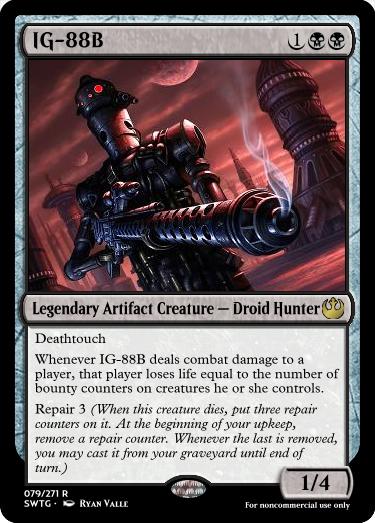 IG-88B
1
Legendary Artifact Creature — Droid Hunter
Deathtouch
Whenever IG-88B deals combat damage to a
player, that player loses life equal to the number of
bounty counters on creatures he or she controls.
Repair 3 (When this creature dies, put three repair
counters on it. At the beginning of your upkeep,
remove a repair counter. Whenever the last is removed,
you may cast it from your graveyard until end of
turn.)
1/4
079/271 R
SWTG · Ryan Valle
For noncommercial use only